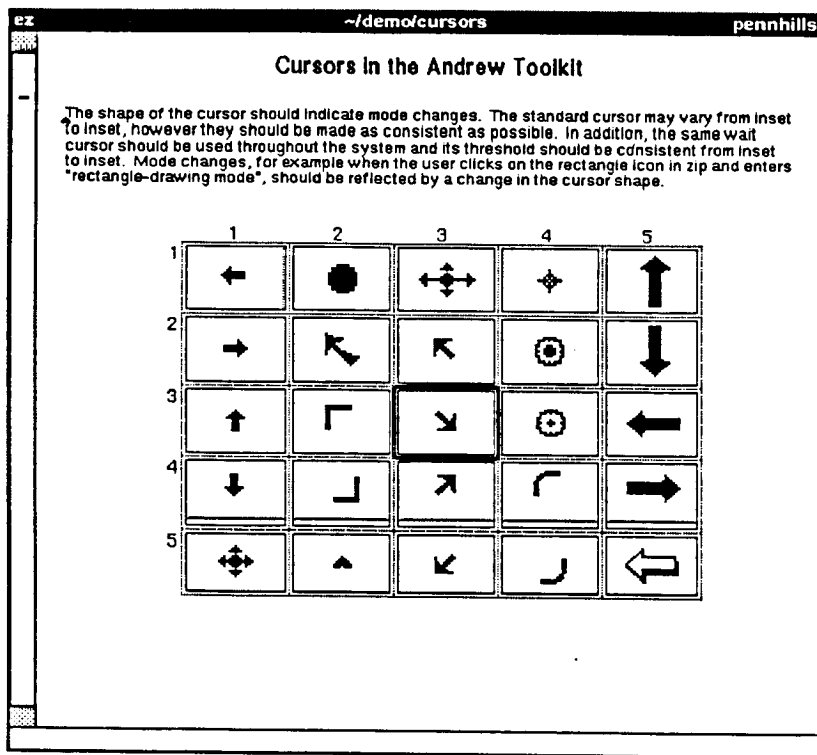 ez ~/demo/cursors pennhills
Cursors in the Andrew Toolkit
The shape of the cursor should indicate mode changes. The standard cursor may vary from inset
to inset, however they should be made as consistent as possible. In addition, the same wait
cursor should be used throughout the system and its threshold should be consistent from inset
to inset. Mode changes, for example when the user clicks on the rectangle icon in zip and enters
"rectangle-drawing mode", should be reflected by a change in the cursor shape.
1 2 3 4 5
1
2
3
4
5